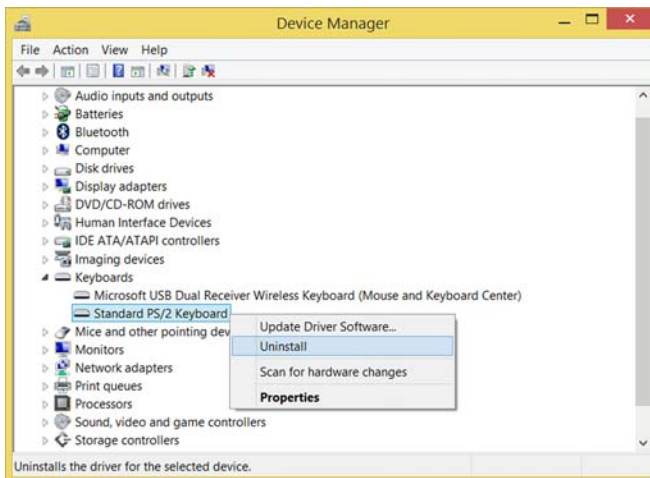 Device Manager
File Action View Help
Audio inputs and outputs
Batteries
Bluetooth
Computer
Disk drives
Display adapters
DVD/CD-ROM drives
Human Interface Devices
IDE ATA/ATAPI controllers
Imaging devices
Keyboards
Microsoft USB Dual Receiver Wireless Keyboard (Mouse and Keyboard Center)
Standard PS/2 Keyboard
Mice and other pointing dev
Monitors
Network adapters
Print queues
Processors
Sound, video and game controllers
Storage controllers
Update Driver Software...
Uninstall
Scan for hardware changes
Properties
Uninstalls the driver for the selected device.